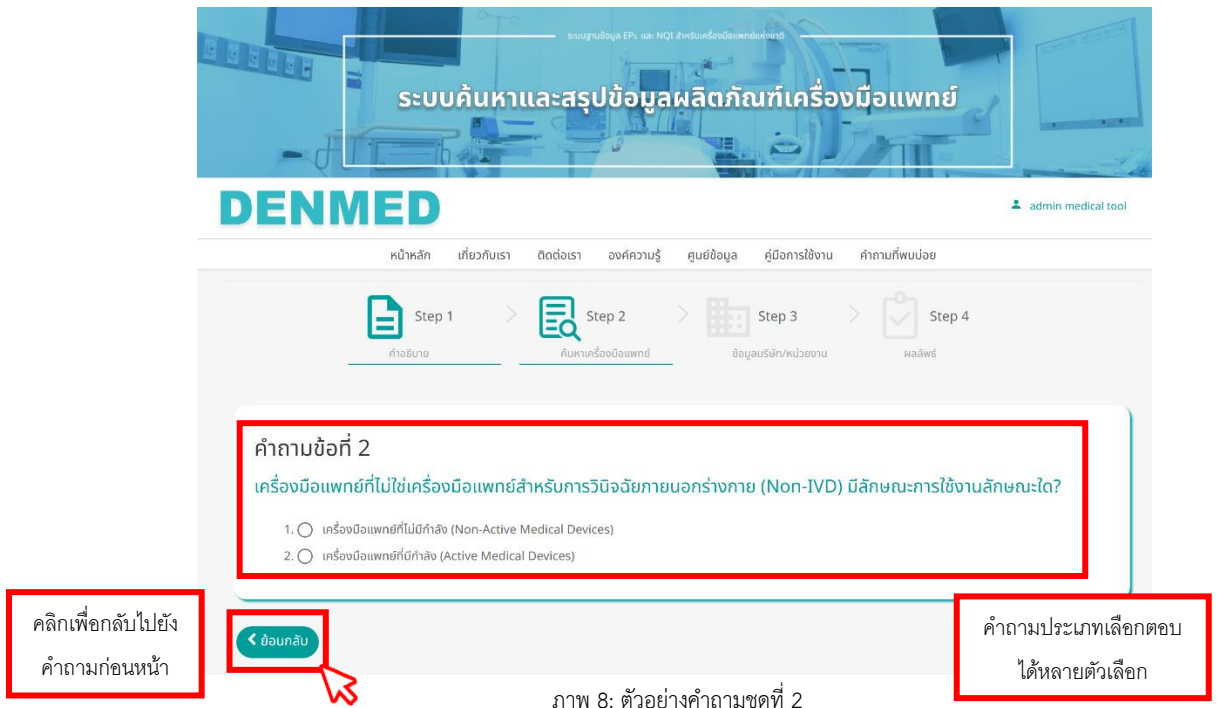 ระบบฐานข้อมูล EPs และ NQI สำหรับเครื่องมือแพทย์แห่งชาติ
ระบบค้นหาและสรุปข้อมูลผลิตภัณฑ์เครื่องมือแพทย์
DENMED
admin medical tool
หน้าหลัก เกี่ยวกับเรา ติดต่อเรา องค์ความรู้ ศูนย์ข้อมูล คู่มือการใช้งาน คำถามที่พบบ่อย
Step 1 > Step 2 > Step 3 > Step 4
คำอธิบาย ค้นหาเครื่องมือแพทย์ ข้อมูลบริษัท/หน่วยงาน ผลลัพธ์
คำถามข้อที่ 2
เครื่องมือแพทย์ที่ไม่ใช่เครื่องมือแพทย์สำหรับการวินิจฉัยภายนอกร่างกาย (Non-IVD) มีลักษณะการใช้งานลักษณะใด?
1. เครื่องมือแพทย์ที่ไม่มีกำลัง (Non-Active Medical Devices)
2. เครื่องมือแพทย์ที่มีกำลัง (Active Medical Devices)
คลิกเพื่อกลับไปยัง
คำถามก่อนหน้า
ย้อนกลับ
คำถามประเภทเลือกตอบ
ได้หลายตัวเลือก
ภาพ 8: ตัวอย่างคำถามชุดที่ 2